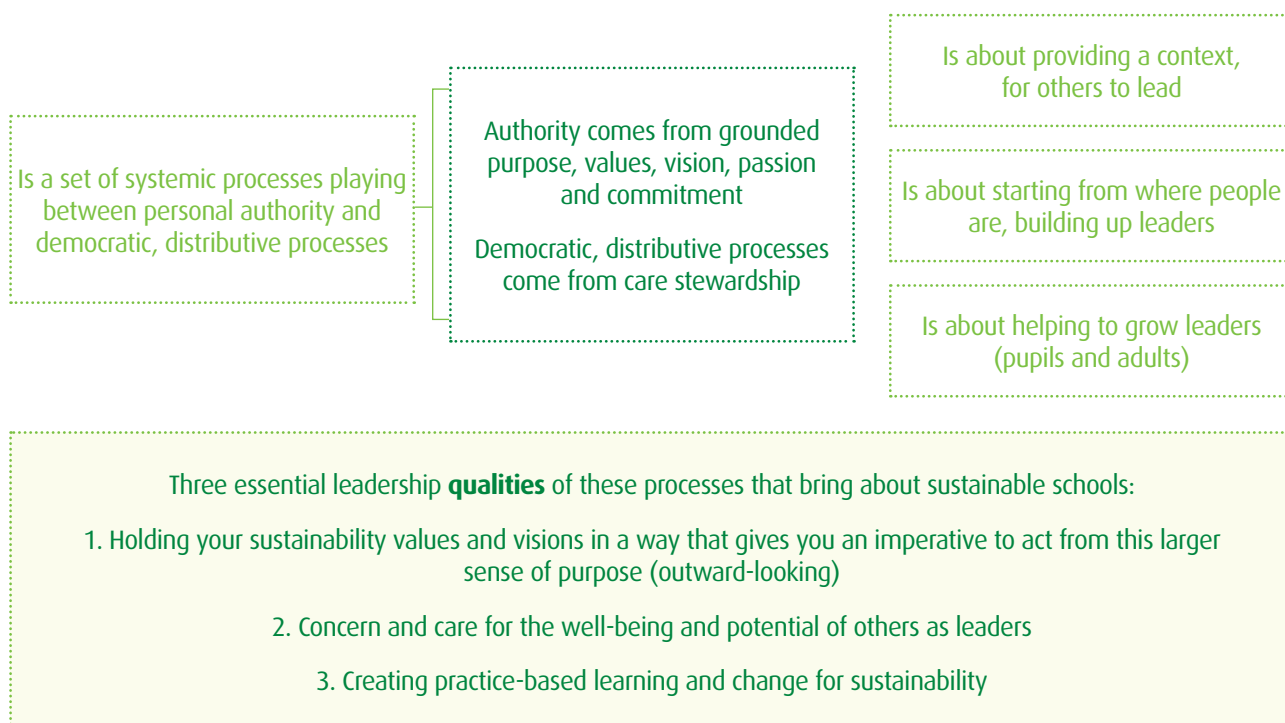 Is a set of systemic processes playing
between personal authority and
democratic, distributive processes
Authority comes from grounded
purpose, values, vision, passion
and commitment
Democratic, distributive processes
come from care stewardship
Is about providing a context,
for others to lead
Is about starting from where people
are, building up leaders
Is about helping to grow leaders
(pupils and adults)
Three essential leadership qualities of these processes that bring about sustainable schools:
1. Holding your sustainability values and visions in a way that gives you an imperative to act from this larger
sense of purpose (outward-looking)
2. Concern and care for the well-being and potential of others as leaders
3. Creating practice-based learning and change for sustainability